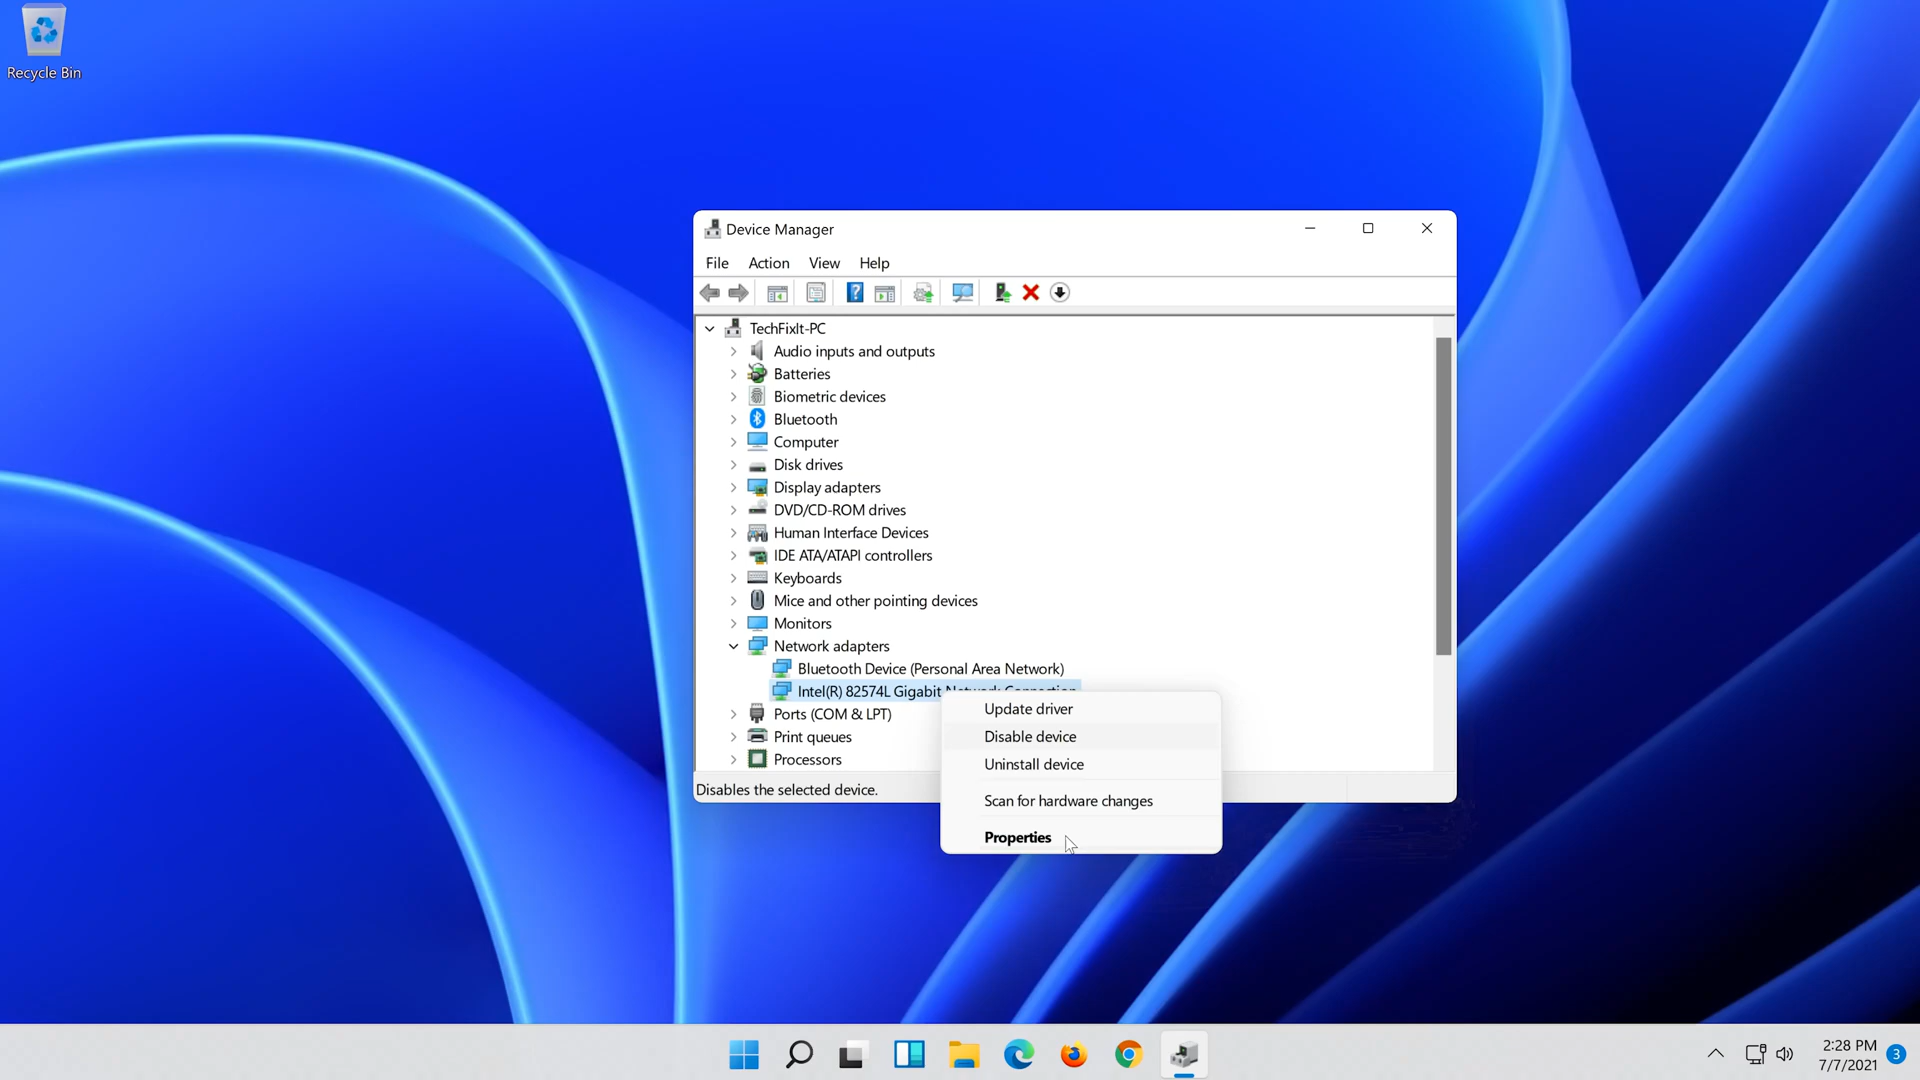 Recycle Bin
Device Manager
File Action View Help
TechFixIt-PC
Audio inputs and outputs
Batteries
Biometric devices
Bluetooth
Computer
Disk drives
Display adapters
DVD/CD-ROM drives
Human Interface Devices
IDE ATA/ATAPI controllers
Keyboards
Mice and other pointing devices
Monitors
Network adapters
Bluetooth Device (Personal Area Network)
Intel(R) 82574L Gigabit Network Connection
Ports (COM & LPT)
Print queues
Processors
Update driver
Disable device
Uninstall device
Scan for hardware changes
Properties
Disables the selected device.
2:28 PM
7/7/2021
3